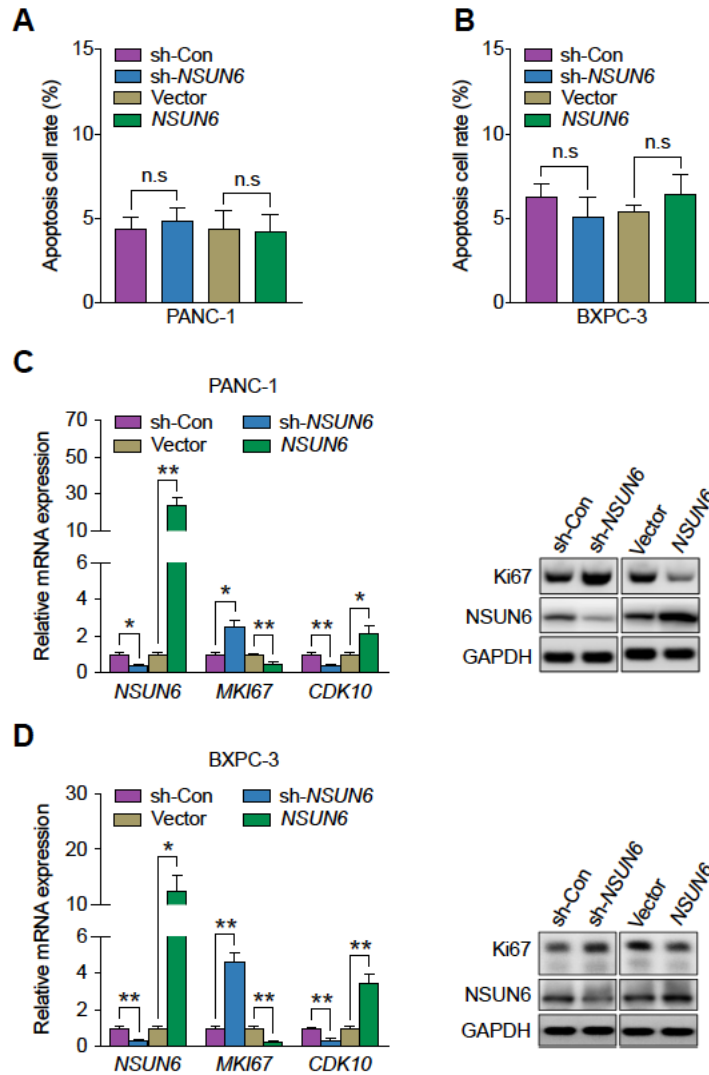 A
Apoptosis cell rate (%)
15
10
5
0
sh-Con
sh-NSUN6
Vector
NSUN6
n.s
n.s
PANC-1
B
Apoptosis cell rate (%)
15
10
5
0
sh-Con
sh-NSUN6
Vector
NSUN6
n.s
n.s
BXPC-3
C
PANC-1
sh-Con
sh-NSUN6
Vector
NSUN6
Relative mRNA expression
70
50
30
10
6
4
2
0
*
**
*
**
**
*
NSUN6 MKI67 CDK10
sh-Con sh-NSUN6 Vector NSUN6
Ki67
NSUN6
GAPDH
D
BXPC-3
sh-Con
sh-NSUN6
Vector
NSUN6
Relative mRNA expression
30
20
10
6
4
2
0
**
*
**
**
**
**
NSUN6 MKI67 CDK10
sh-Con sh-NSUN6 Vector NSUN6
Ki67
NSUN6
GAPDH